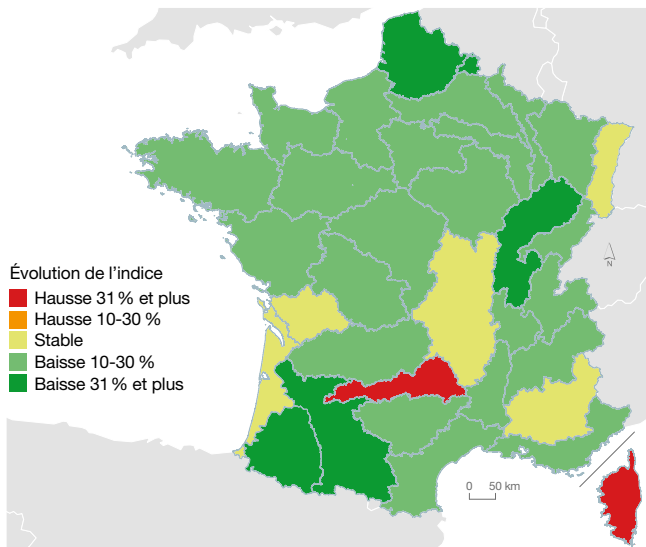 Évolution de l'indice
Hausse 31 % et plus
Hausse 10-30 %
Stable
Baisse 10-30 %
Baisse 31 % et plus
N
0 50 km